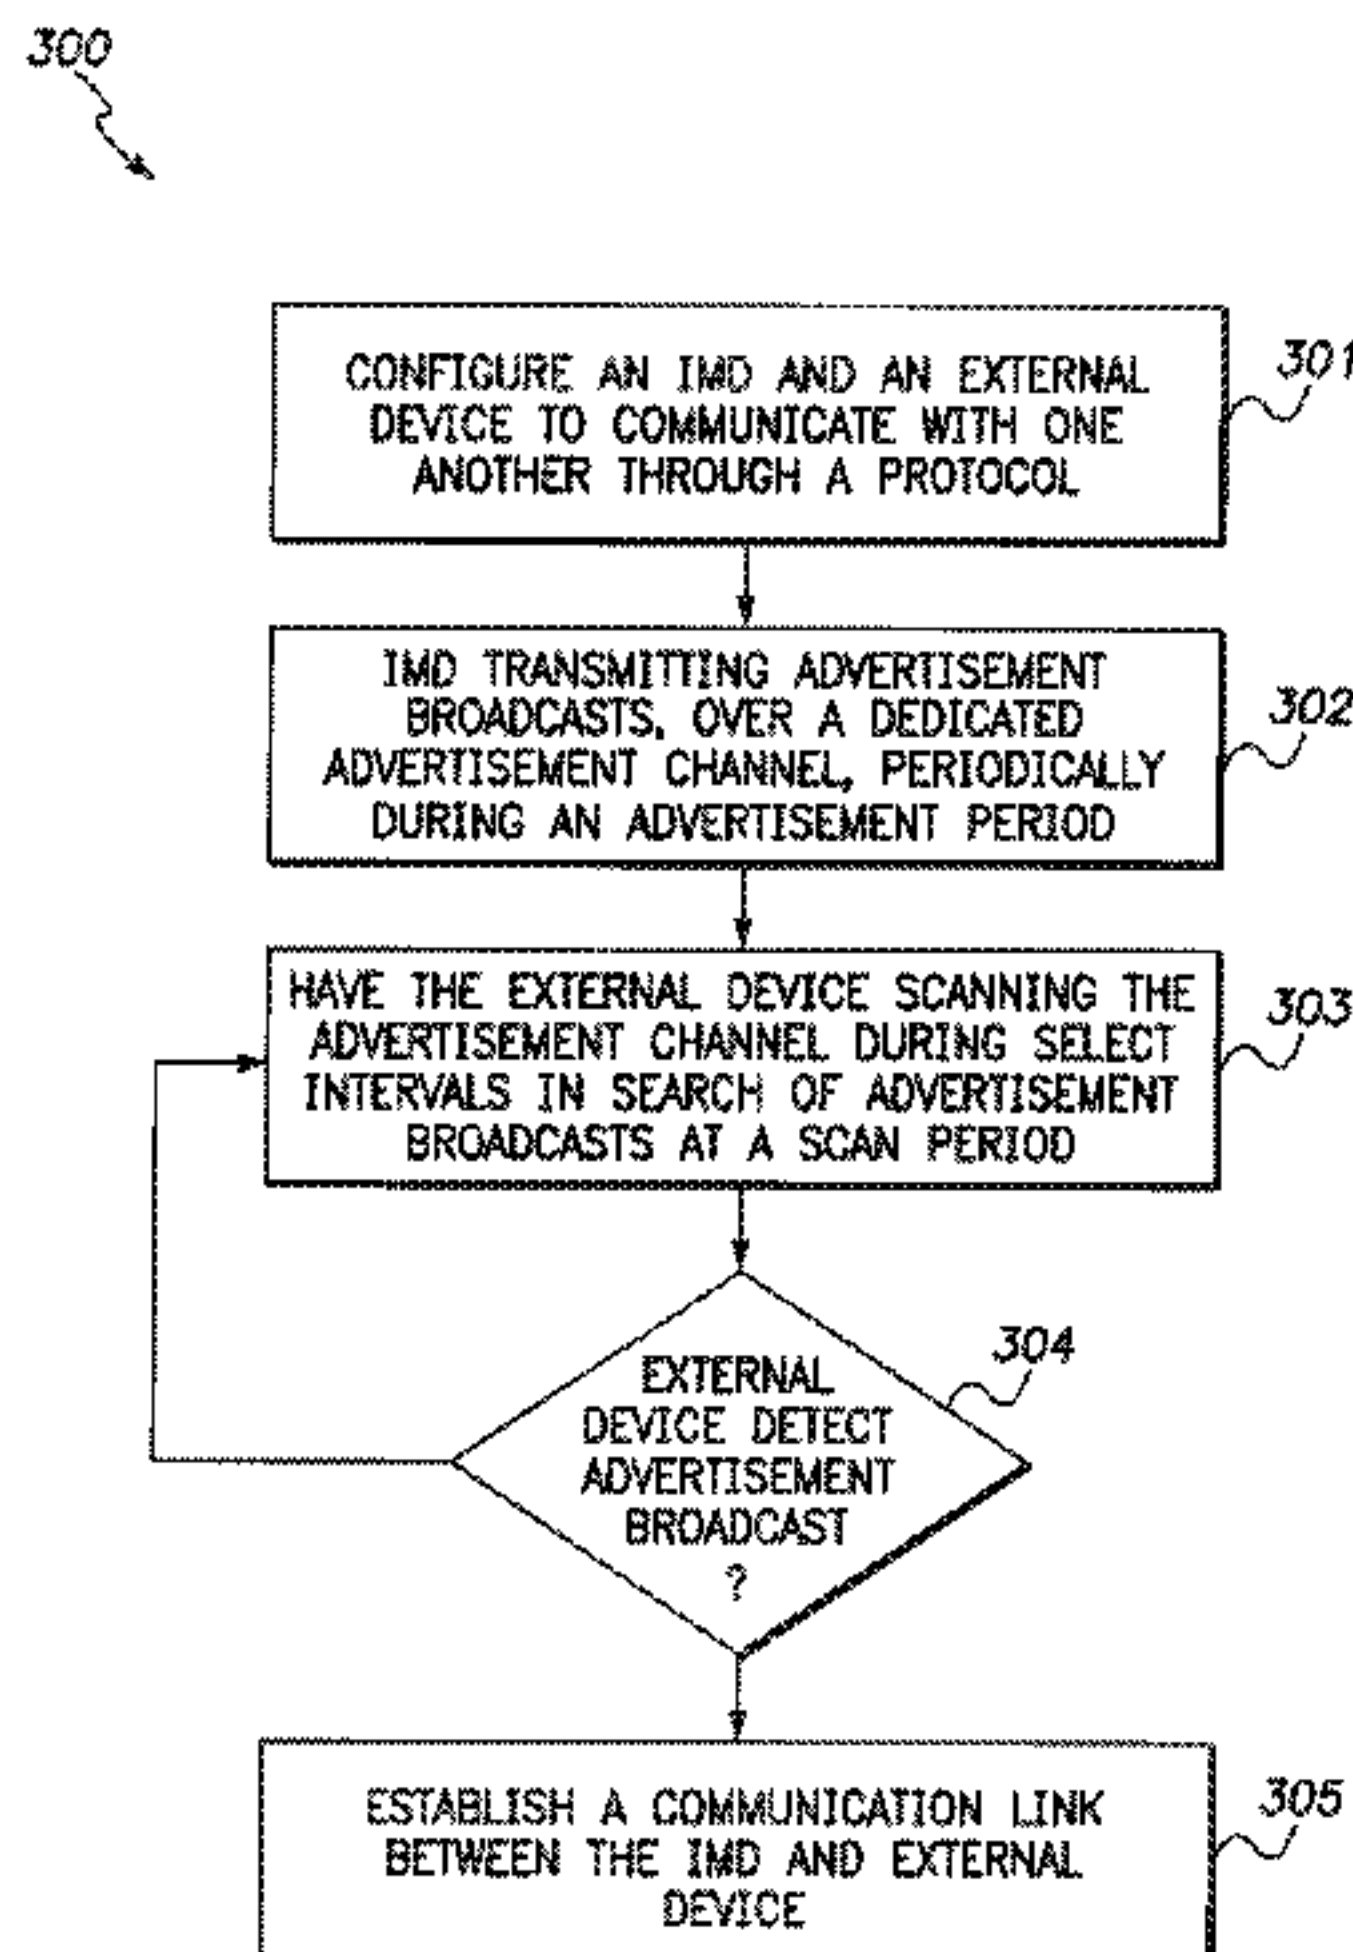 300
CONFIGURE AN IMD AND AN EXTERNAL
DEVICE TO COMMUNICATE WITH ONE
ANOTHER THROUGH A PROTOCOL
301
IMD TRANSMITTING ADVERTISEMENT
BROADCASTS, OVER A DEDICATED
ADVERTISEMENT CHANNEL, PERIODICALLY
DURING AN ADVERTISEMENT PERIOD
302
HAVE THE EXTERNAL DEVICE SCANNING THE
ADVERTISEMENT CHANNEL DURING SELECT
INTERVALS IN SEARCH OF ADVERTISEMENT
BROADCASTS AT A SCAN PERIOD
303
EXTERNAL
DEVICE DETECT
ADVERTISEMENT
BROADCAST
?
304
ESTABLISH A COMMUNICATION LINK
BETWEEN THE IMD AND EXTERNAL
DEVICE
305